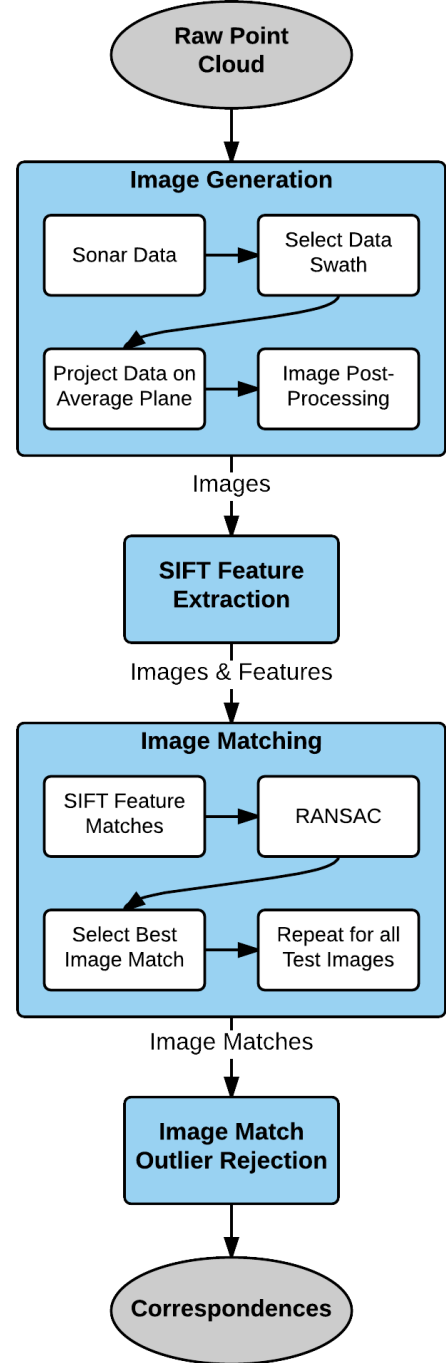 Raw Point
Cloud
Image Generation
Sonar Data
Select Data
Swath
Project Data on
Average Plane
Image Post-
Processing
Images
SIFT Feature
Extraction
Images & Features
Image Matching
SIFT Feature
Matches
RANSAC
Select Best
Image Match
Repeat for all
Test Images
Image Matches
Image Match
Outlier Rejection
Correspondences